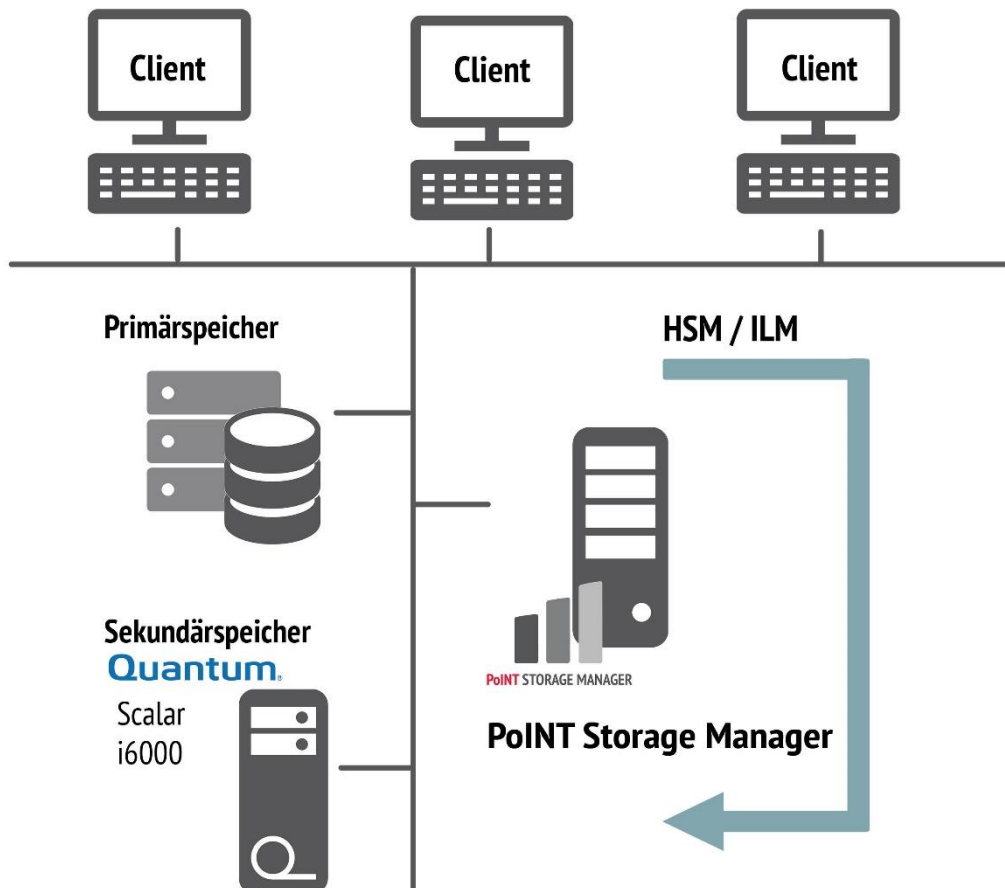 Client
Client
Client
Primärspeicher
HSM / ILM
Sekundärspeicher
Quantum®
Scalar
i6000
PoINT STORAGE MANAGER
PoINT Storage Manager